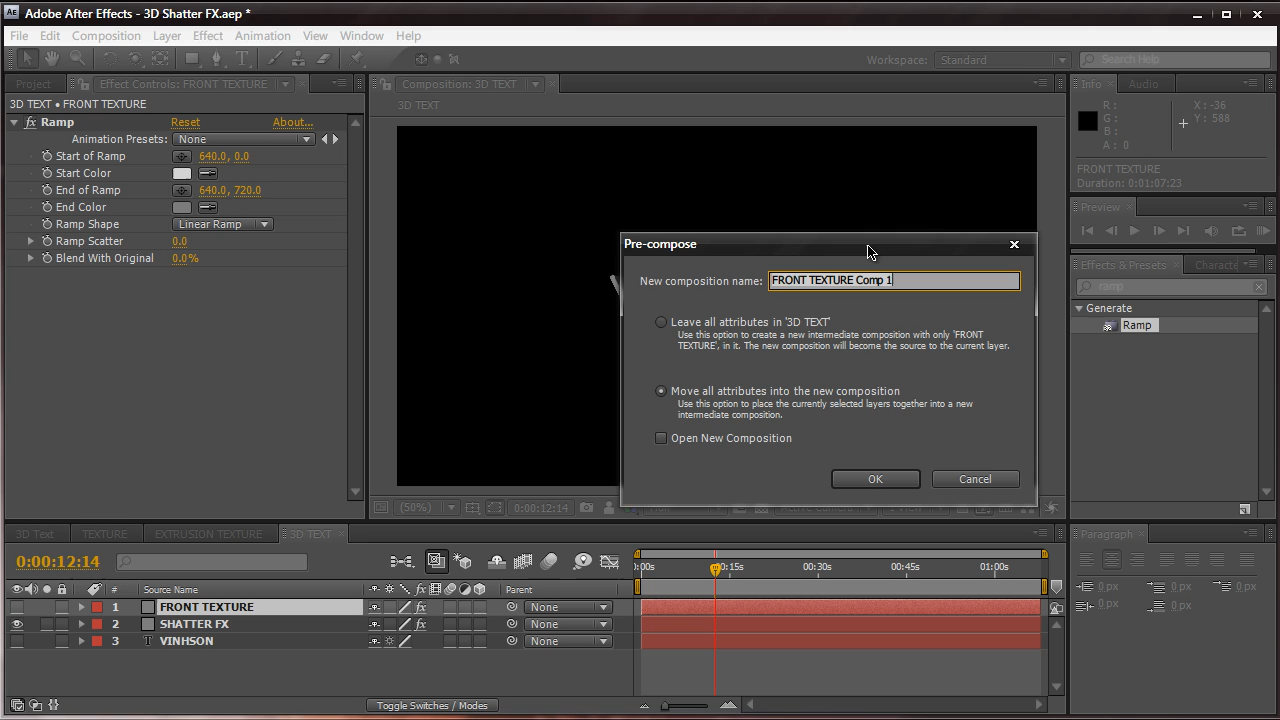 Adobe After Effects - 3D Shatter FX.aep *
File Edit Composition Layer Effect Animation View Window Help
Workspace: Standard Search Help
Project Effect Controls: FRONT TEXTURE Composition: 3D TEXT Info Audio
3D TEXT • FRONT TEXTURE
3D TEXT
Ramp Reset About...
Animation Presets: None
Start of Ramp 640.0, 0.0
Start Color
End of Ramp 640.0, 720.0
End Color
Ramp Shape Linear Ramp
Ramp Scatter 0.0
Blend With Original 0.0%
R: X: -36
G: Y: 588
B:
A: 0
FRONT TEXTURE
Duration: 0:01:07:23
Preview
Effects & Presets Characte
ramp
Generate
Ramp
Pre-compose
New composition name: FRONT TEXTURE Comp 1
Leave all attributes in '3D TEXT'
Use this option to create a new intermediate composition with only 'FRONT
TEXTURE', in it. The new composition will become the source to the current layer.
Move all attributes into the new composition
Use this option to place the currently selected layers together into a new
intermediate composition.
Open New Composition
OK Cancel
(50%) 0:00:12:14
3D Text TEXTURE EXTRUSION TEXTURE 3D TEXT
Paragraph
0:00:12:14
:00s 00:15s 00:30s 00:45s 01:00s
0 px 0 px 0 px
0 px 0 px
# Source Name Parent
1 FRONT TEXTURE None
2 SHATTER FX None
3 T VINHSON None
Toggle Switches / Modes